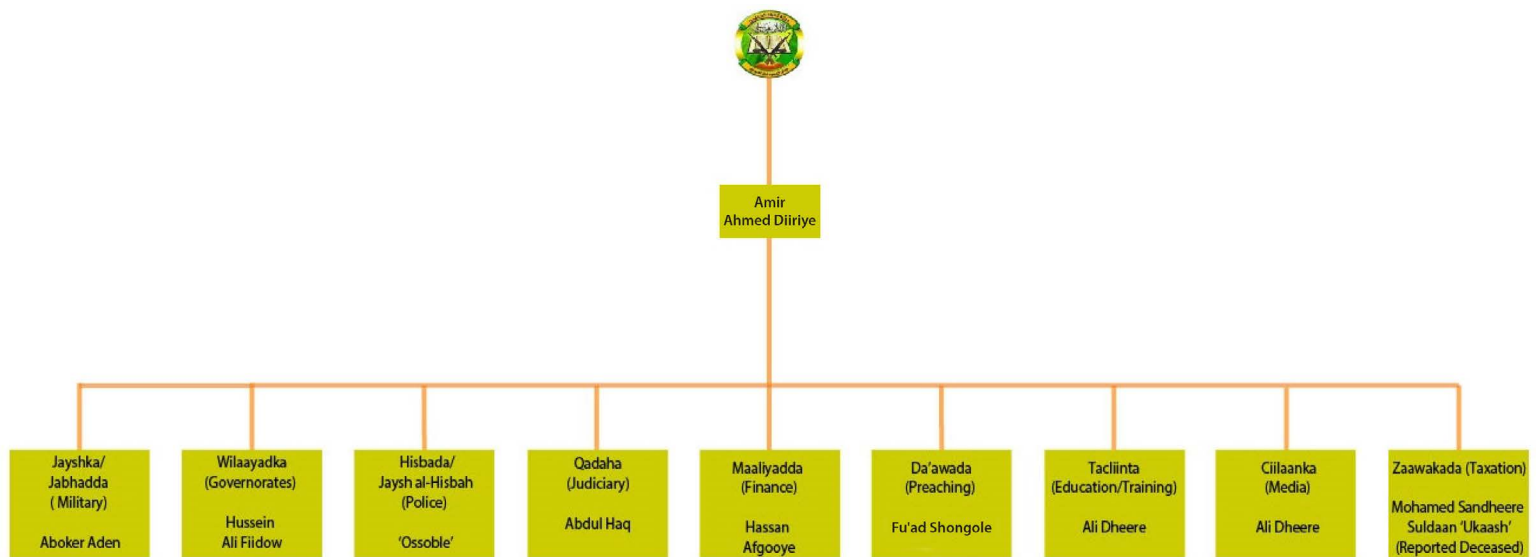 Amir
Ahmed Diiriye
Jayshka/
Jabhadda
( Military)
Aboker Aden
Wilaayadka
(Governorates)
Hussein
Ali Fiidow
Hisbada/
Jaysh al-Hisbah
(Police)
‘Ossoble’
Qadaha
(Judiciary)
Abdul Haq
Maaliyadda
(Finance)
Hassan
Afgooye
Da’awada
(Preaching)
Fu'ad Shongole
Tacliinta
(Education/Training)
Ali Dheere
Ciilaanka
(Media)
Ali Dheere
Zaawakada (Taxation)
Mohamed Sandheere
Suldaan ‘Ukaash’
(Reported Deceased)